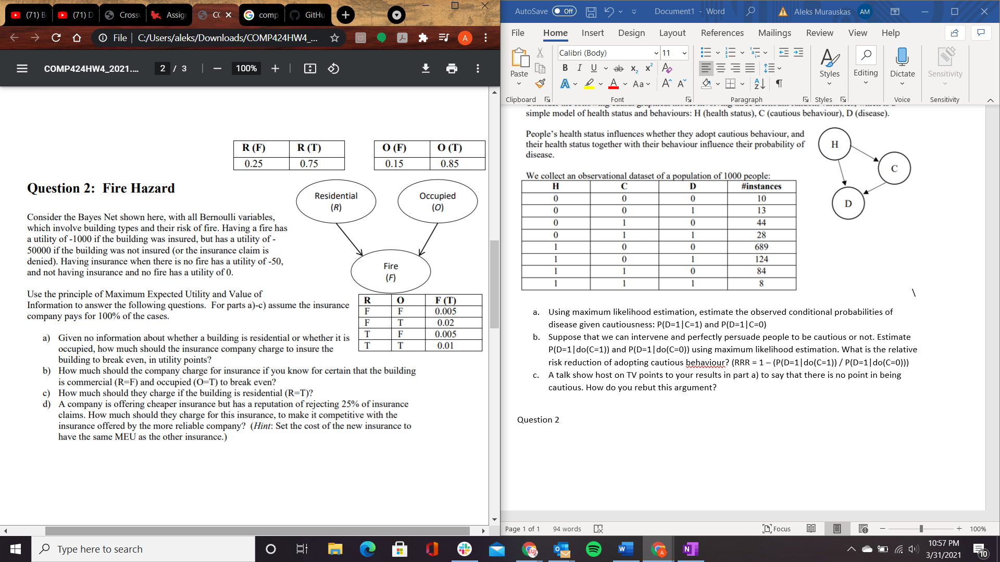 (71) B
(71) D
Cross
Assig
CC
comp
GitHu
File
C:/Users/aleks/Downloads/COMP424HW4_...
A
COMP424HW4_2021....
2 / 3
100%
R (F) R (T)
0.25 0.75
O (F) O (T)
0.15 0.85
Question 2: Fire Hazard
Residential
(R)
Occupied
(O)
Fire
(F)
Consider the Bayes Net shown here, with all Bernoulli variables,
which involve building types and their risk of fire. Having a fire has
a utility of -1000 if the building was insured, but has a utility of -
50000 if the building was not insured (or the insurance claim is
denied). Having insurance when there is no fire has a utility of -50,
and not having insurance and no fire has a utility of 0.
Use the principle of Maximum Expected Utility and Value of
Information to answer the following questions. For parts a)-c) assume the insurance
company pays for 100% of the cases.
R O F (T)
F F 0.005
F T 0.02
T F 0.005
T T 0.01
a) Given no information about whether a building is residential or whether it is
occupied, how much should the insurance company charge to insure the
building to break even, in utility points?
b) How much should the company charge for insurance if you know for certain that the building
is commercial (R=F) and occupied (O=T) to break even?
c) How much should they charge if the building is residential (R=T)?
d) A company is offering cheaper insurance but has a reputation of rejecting 25% of insurance
claims. How much should they charge for this insurance, to make it competitive with the
insurance offered by the more reliable company? (Hint: Set the cost of the new insurance to
have the same MEU as the other insurance.)
AutoSave Off
Document1 - Word
Aleks Murauskas AM
File Home Insert Design Layout References Mailings Review View Help
Paste
Calibri (Body) 11
B I U ab x₂ x²
A A Aa A A
Styles
Editing
Dictate
Sensitivity
Clipboard Font Paragraph Styles Voice Sensitivity
simple model of health status and behaviours: H (health status), C (cautious behaviour), D (disease).
People's health status influences whether they adopt cautious behaviour, and
their health status together with their behaviour influence their probability of
disease.
H
C
D
We collect an observational dataset of a population of 1000 people:
H C D #instances
0 0 0 10
0 0 1 13
0 1 0 44
0 1 1 28
1 0 0 689
1 0 1 124
1 1 0 84
1 1 1 8
\
a. Using maximum likelihood estimation, estimate the observed conditional probabilities of
disease given cautiousness: P(D=1|C=1) and P(D=1|C=0)
b. Suppose that we can intervene and perfectly persuade people to be cautious or not. Estimate
P(D=1|do(C=1)) and P(D=1|do(C=0)) using maximum likelihood estimation. What is the relative
risk reduction of adopting cautious behaviour? (RRR = 1 – (P(D=1|do(C=1)) / P(D=1|do(C=0)))
c. A talk show host on TV points to your results in part a) to say that there is no point in being
cautious. How do you rebut this argument?
Question 2
Page 1 of 1
94 words
Focus
100%
Type here to search
10:57 PM
3/31/2021
10